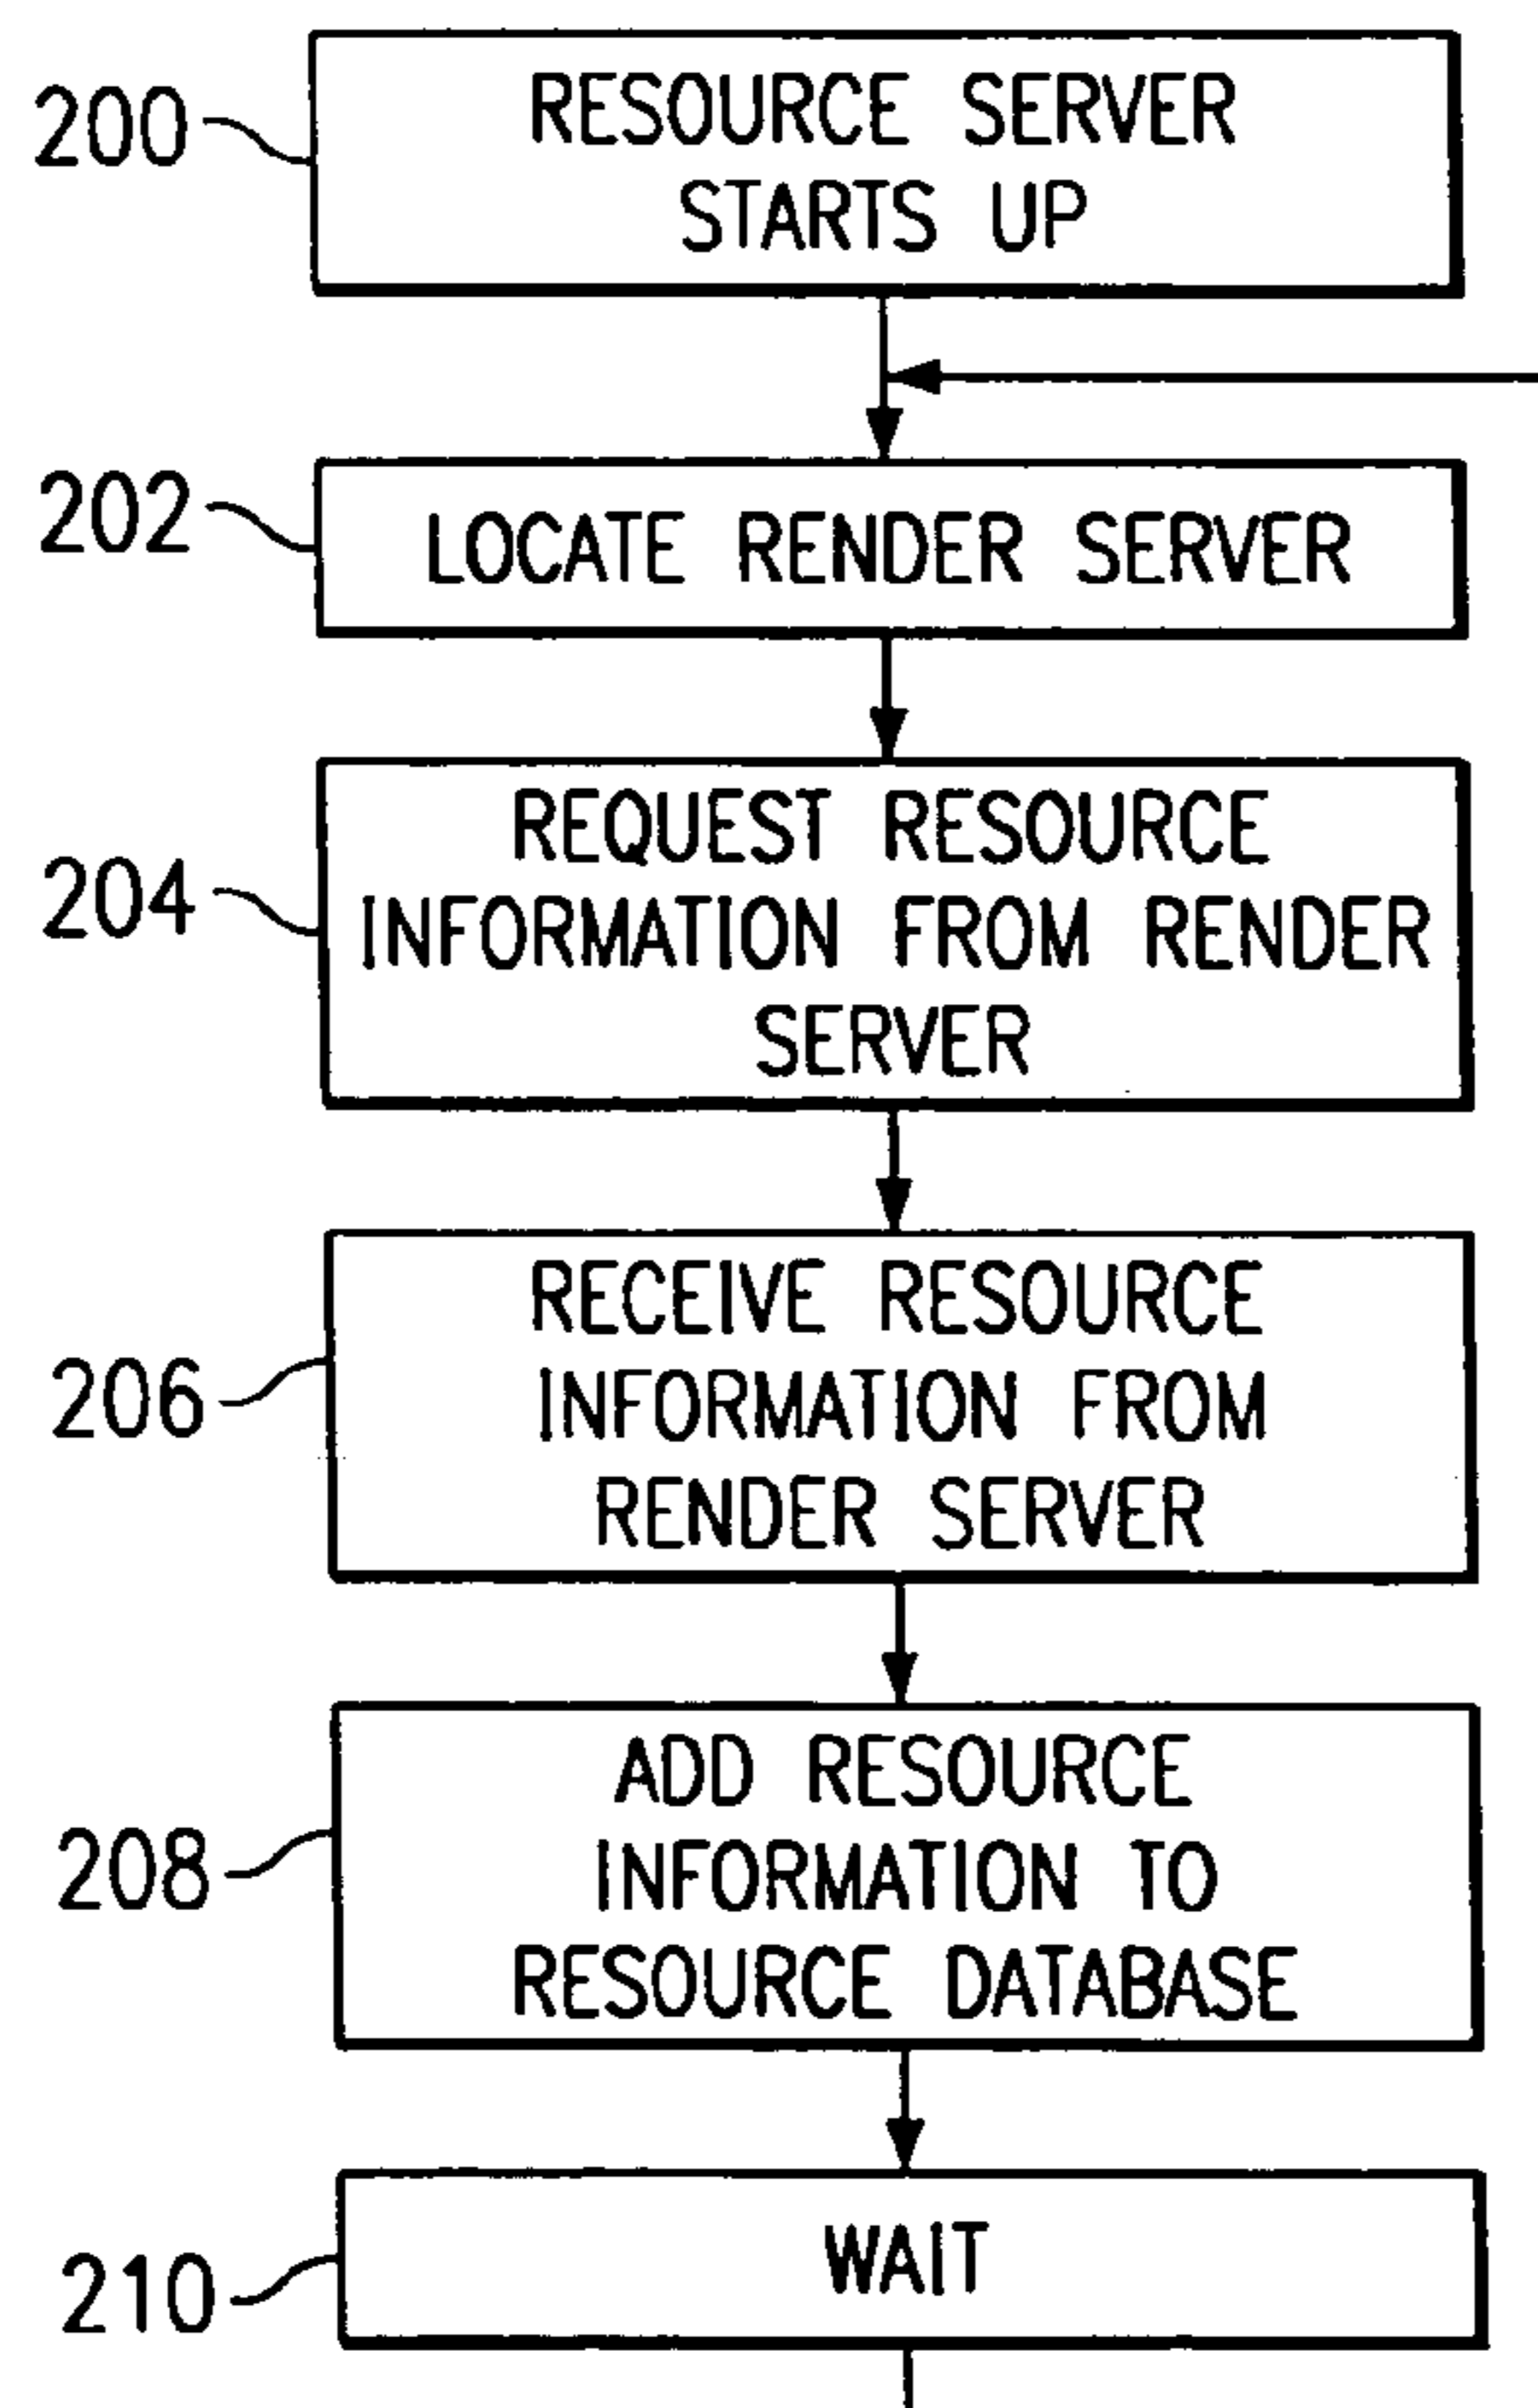 200
RESOURCE SERVER
STARTS UP
202
LOCATE RENDER SERVER
204
REQUEST RESOURCE
INFORMATION FROM RENDER
SERVER
206
RECEIVE RESOURCE
INFORMATION FROM
RENDER SERVER
208
ADD RESOURCE
INFORMATION TO
RESOURCE DATABASE
210
WAIT